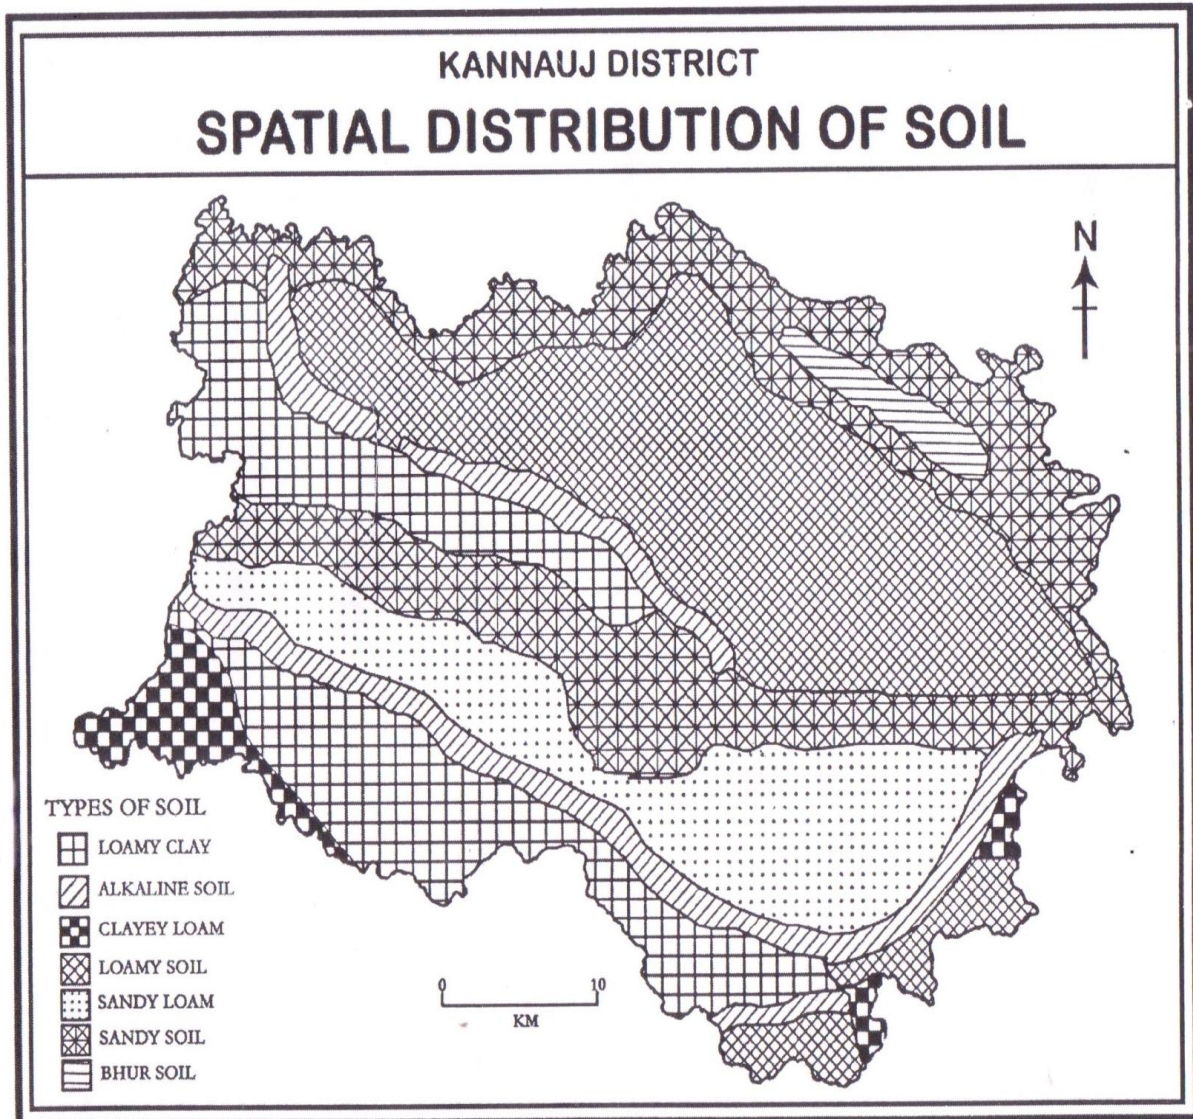 KANNAUJ DISTRICT
SPATIAL DISTRIBUTION OF SOIL
N
TYPES OF SOIL
LOAMY CLAY
ALKALINE SOIL
CLAYEY LOAM
LOAMY SOIL
SANDY LOAM
SANDY SOIL
BHUR SOIL
0 10
KM